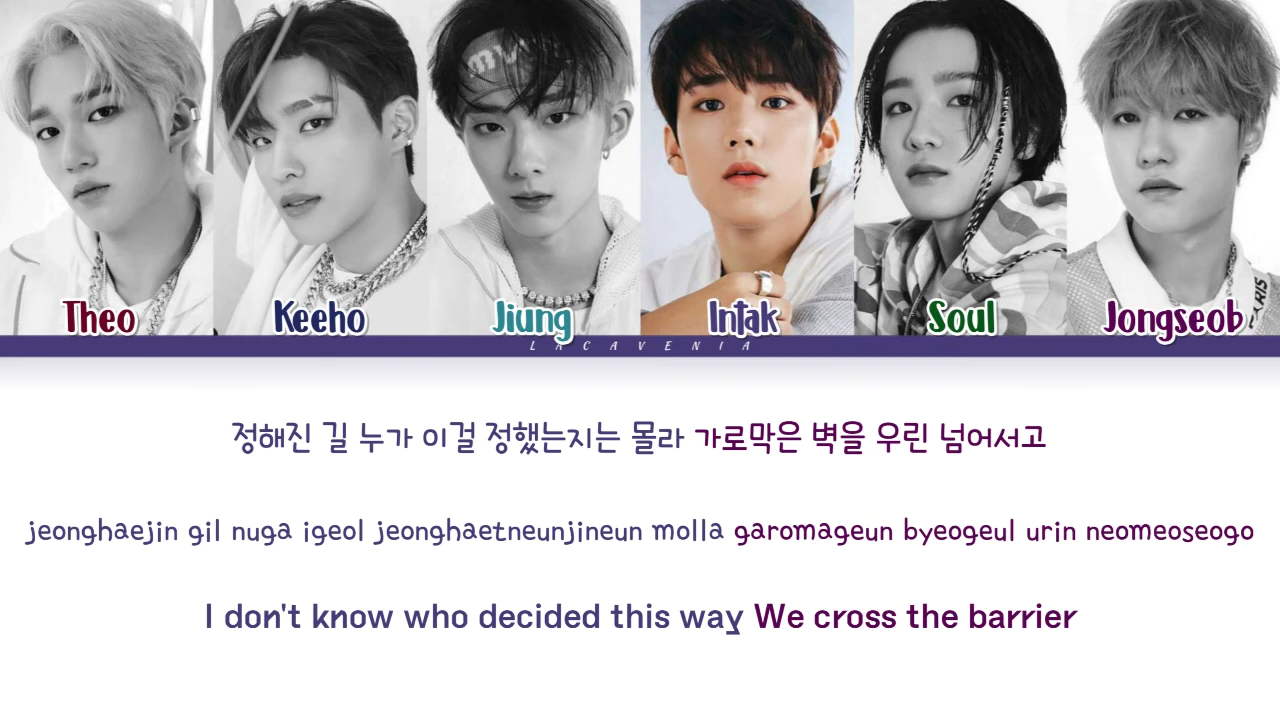 Theo Keeho Jiung Intak Soul Jongseob
LACAVENIA
정해진 길 누가 이걸 정했는지는 몰라 가로막은 벽을 우린 넘어서고
jeonghaejin gil nuga igeol jeonghaetneunjineun molla garomageun byeogeul urin neomeoseogo
I don't know who decided this way We cross the barrier